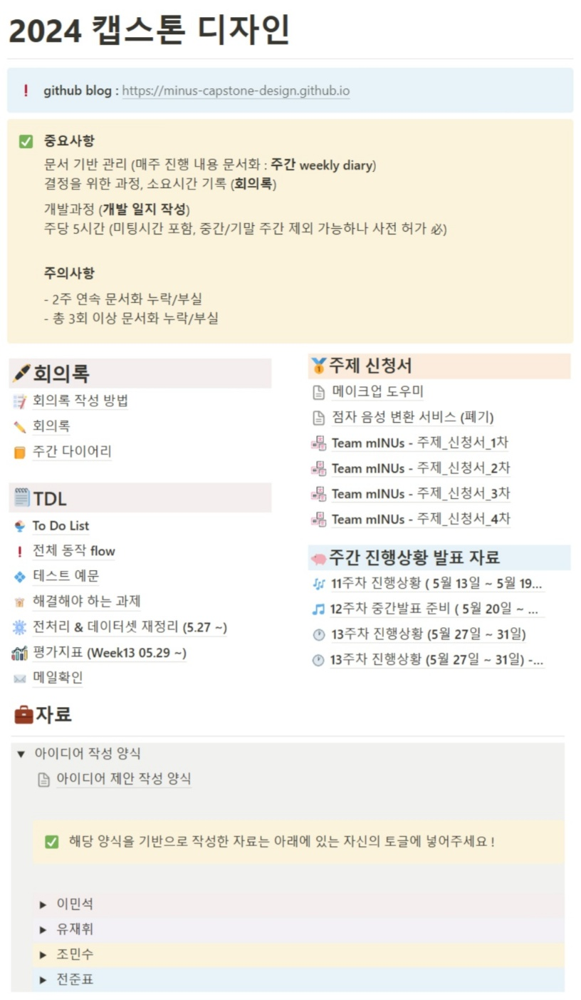 2024 캡스톤 디자인
github blog : https://minus-capstone-design.github.io
중요사항
문서 기반 관리 (매주 진행 내용 문서화 : 주간 weekly diary)
결정을 위한 과정, 소요시간 기록 (회의록)
개발과정 (개발 일지 작성)
주당 5시간 (미팅시간 포함, 중간/기말 주간 제외 가능하나 사전 허가 必)
주의사항
- 2주 연속 문서화 누락/부실
- 총 3회 이상 문서화 누락/부실
회의록
회의록 작성 방법
회의록
주간 다이어리
TDL
To Do List
전체 동작 flow
테스트 예문
해결해야 하는 과제
전처리 & 데이터셋 재정리 (5.27 ~)
평가지표 (Week13 05.29 ~)
메일확인
주제 신청서
메이크업 도우미
점자 음성 변환 서비스 (폐기)
Team mINUs - 주제_신청서_1차
Team mINUs - 주제_신청서_2차
Team mINUs - 주제_신청서_3차
Team mINUs - 주제_신청서_4차
주간 진행상황 발표 자료
11주차 진행상황 ( 5월 13일 ~ 5월 19...
12주차 중간발표 준비 ( 5월 20일 ~ ...
13주차 진행상황 (5월 27일 ~ 31일)
13주차 진행상황 (5월 27일 ~ 31일) -...
자료
아이디어 작성 양식
아이디어 제안 작성 양식
해당 양식을 기반으로 작성한 자료는 아래에 있는 자신의 토글에 넣어주세요 !
이민석
유재휘
조민수
전준표